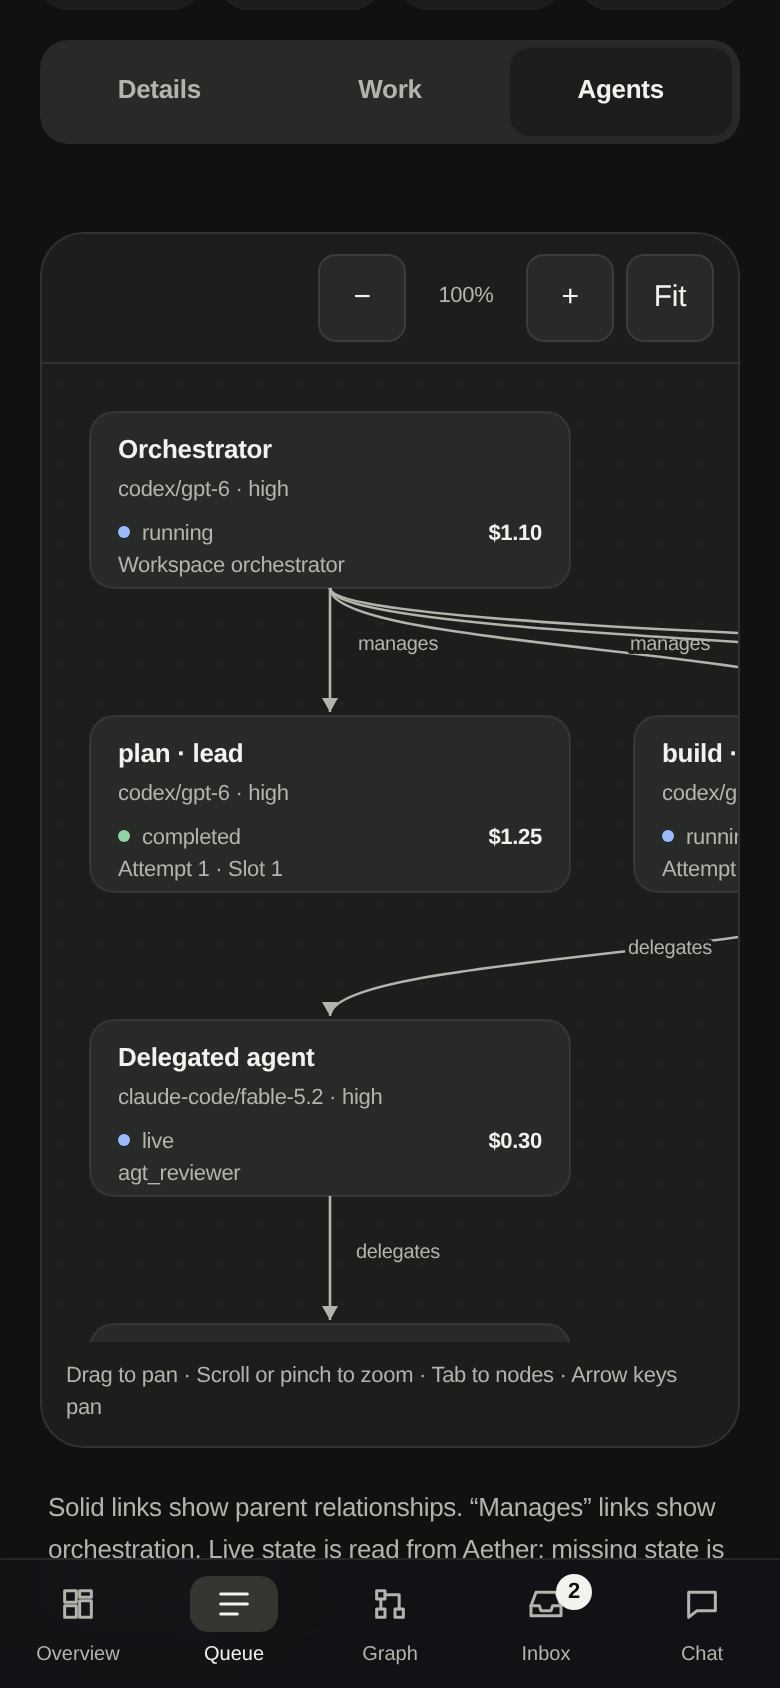 Details
Work
Agents
−
100%
+
Fit
Orchestrator
codex/gpt-6 · high
running
$1.10
Workspace orchestrator
manages
manages
plan · lead
codex/gpt-6 · high
completed
$1.25
Attempt 1 · Slot 1
build ·
codex/g
runnin
Attempt
delegates
Delegated agent
claude-code/fable-5.2 · high
live
$0.30
agt_reviewer
delegates
Drag to pan · Scroll or pinch to zoom · Tab to nodes · Arrow keys
pan
Solid links show parent relationships. “Manages” links show
orchestration. Live state is read from Aether; missing state is
2
Overview
Queue
Graph
Inbox
Chat